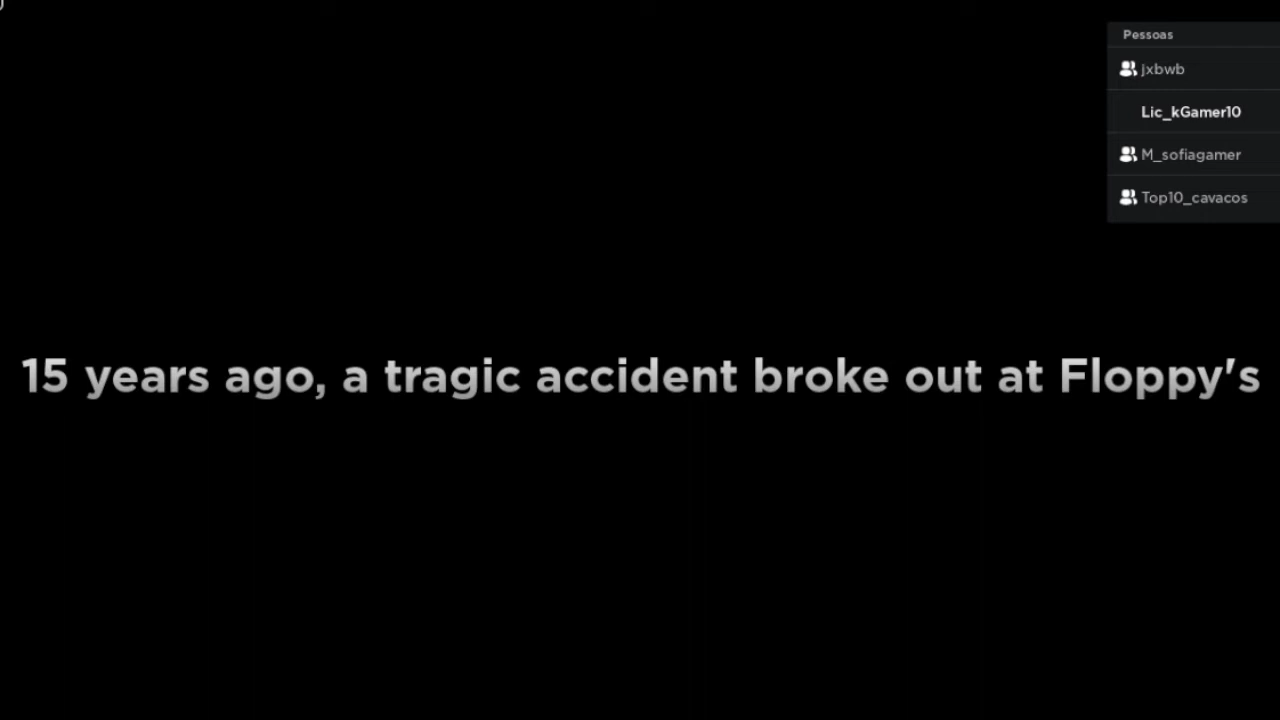 Pessoas
jxbwb
Lic_kGamer10
M_sofiagamer
Top10_cavacos
15 years ago, a tragic accident broke out at Floppy's